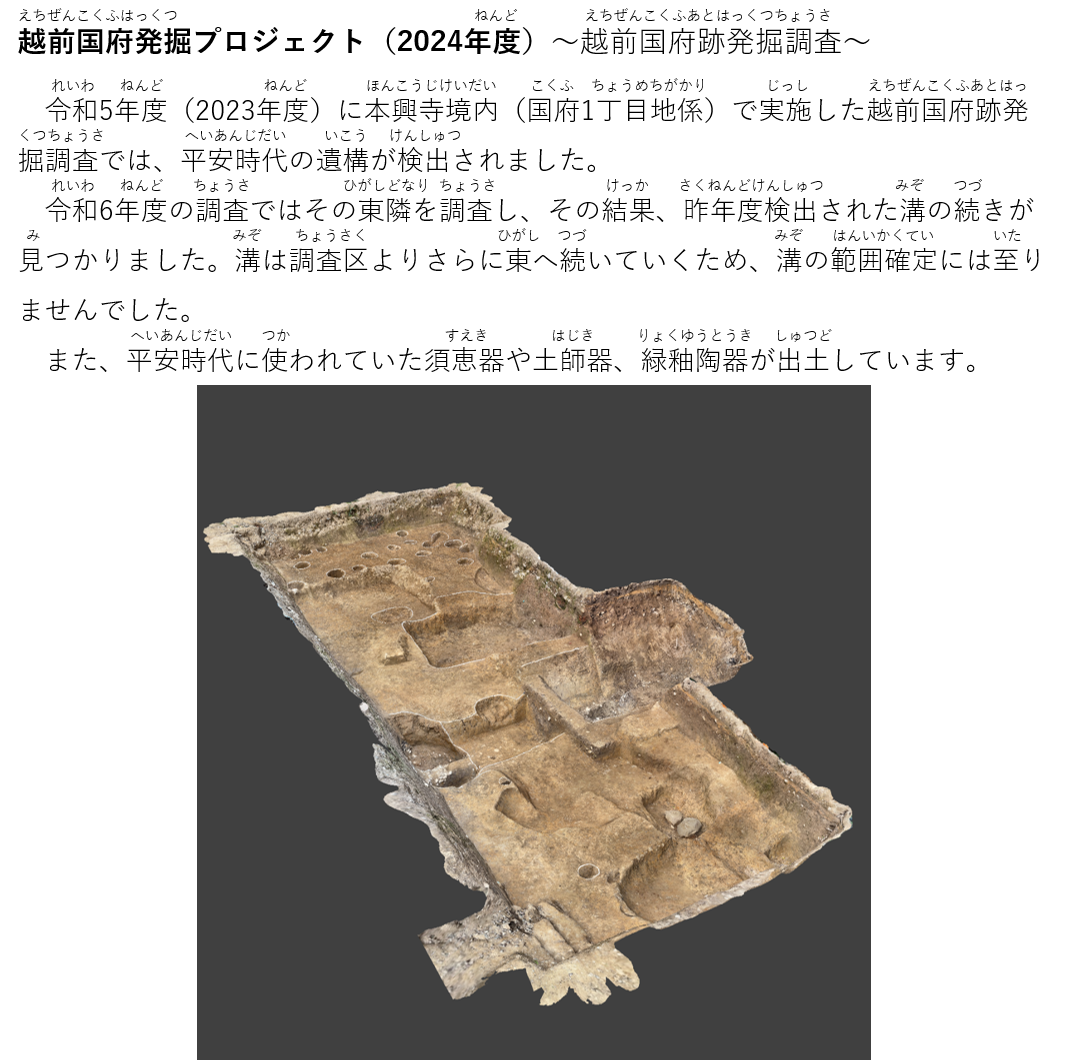 えちぜんこくふはっくつ ねんど えちぜんこくふあとはっくつちょうさ
越前国府発掘プロジェクト（2024年度）～越前国府跡発掘調査～
れいわ ねんど ねんど ほんこうじけいだい こくふ ちょうめちがかり じっし えちぜんこくふあとはっ
令和5年度（2023年度）に本興寺境内（国府1丁目地係）で実施した越前国府跡発
くつちょうさ へいあんじだい いこう けんしゅつ
掘調査では、平安時代の遺構が検出されました。
れいわ ねんど ちょうさ ひがしどなり ちょうさ けっか さくねんどけんしゅつ みぞ つづ
令和6年度の調査ではその東隣を調査し、その結果、昨年度検出された溝の続きが
み みぞ ちょうさく ひがし つづ みぞ はんいかくてい いた
見つかりました。溝は調査区よりさらに東へ続いていくため、溝の範囲確定には至り
ませんでした。
へいあんじだい つか すえき はじき りょくゆうとうき しゅつど
また、平安時代に使われていた須恵器や土師器、緑釉陶器が出土しています。